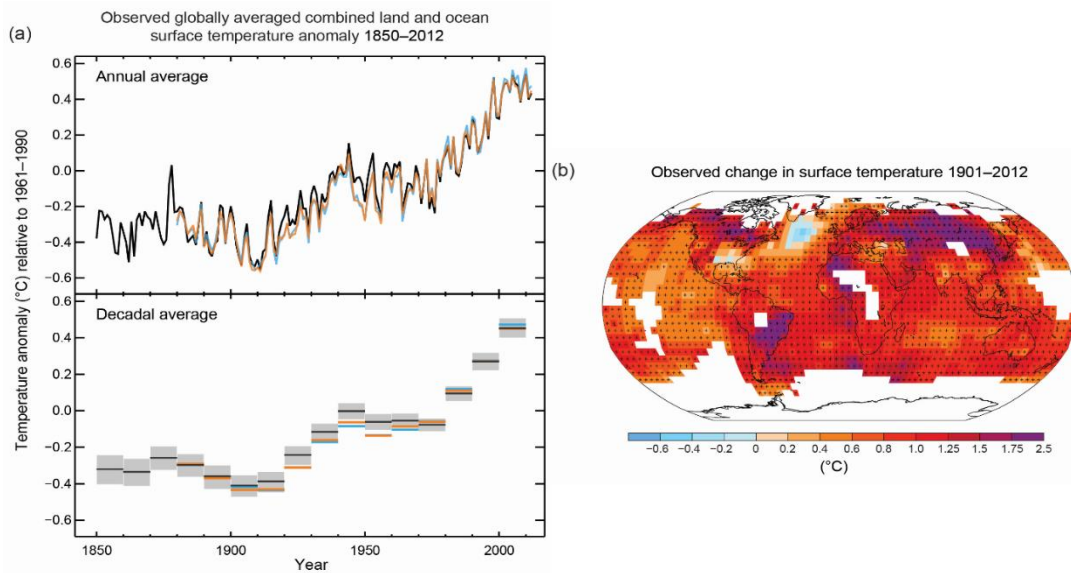 Observed globally averaged combined land and ocean
(a)
surface temperature anomaly 1850–2012
0.6
Annual average
0.4
0.2
0.0
−0.2
−0.4
−0.6
Temperature anomaly (°C) relative to 1961–1990
0.6
Decadal average
0.4
0.2
0.0
−0.2
−0.4
−0.6
1850
1900
1950
2000
Year
(b)
Observed change in surface temperature 1901–2012
−0.6 −0.4 −0.2 0 0.2 0.4 0.6 0.8 1.0 1.25 1.5 1.75 2.5
(°C)